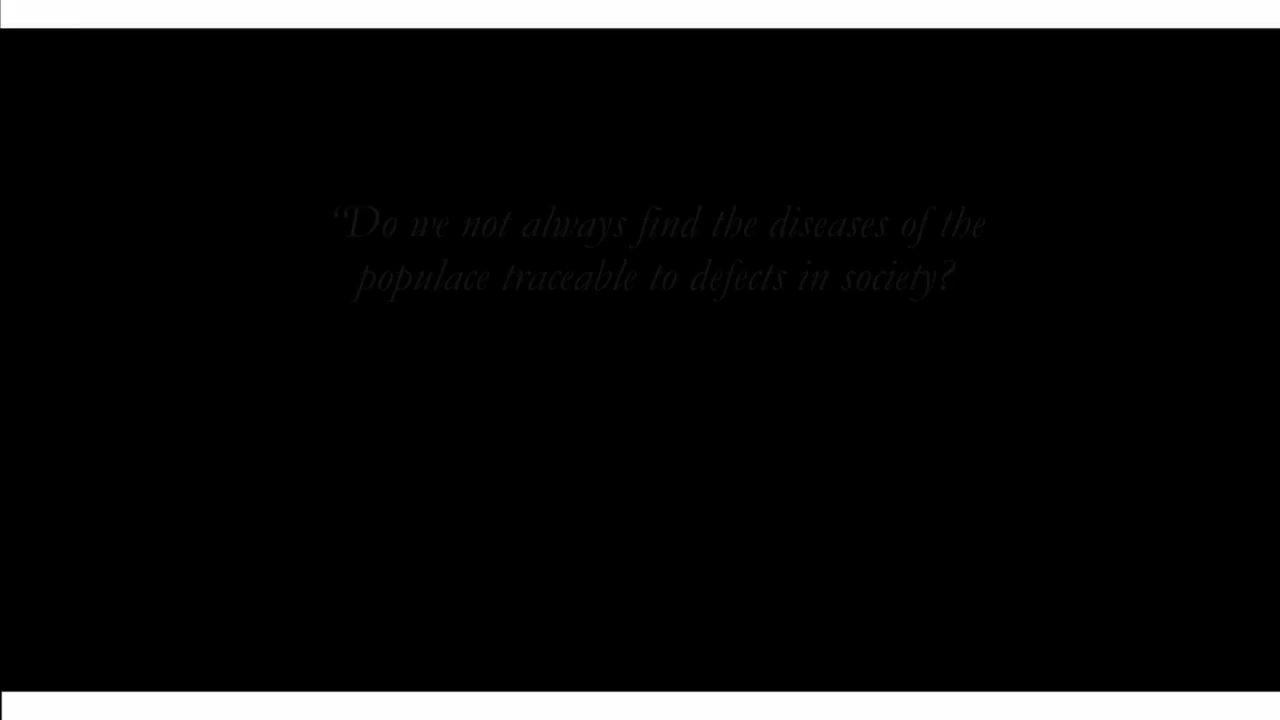 “Do we not always find the diseases of the
populace traceable to defects in society?